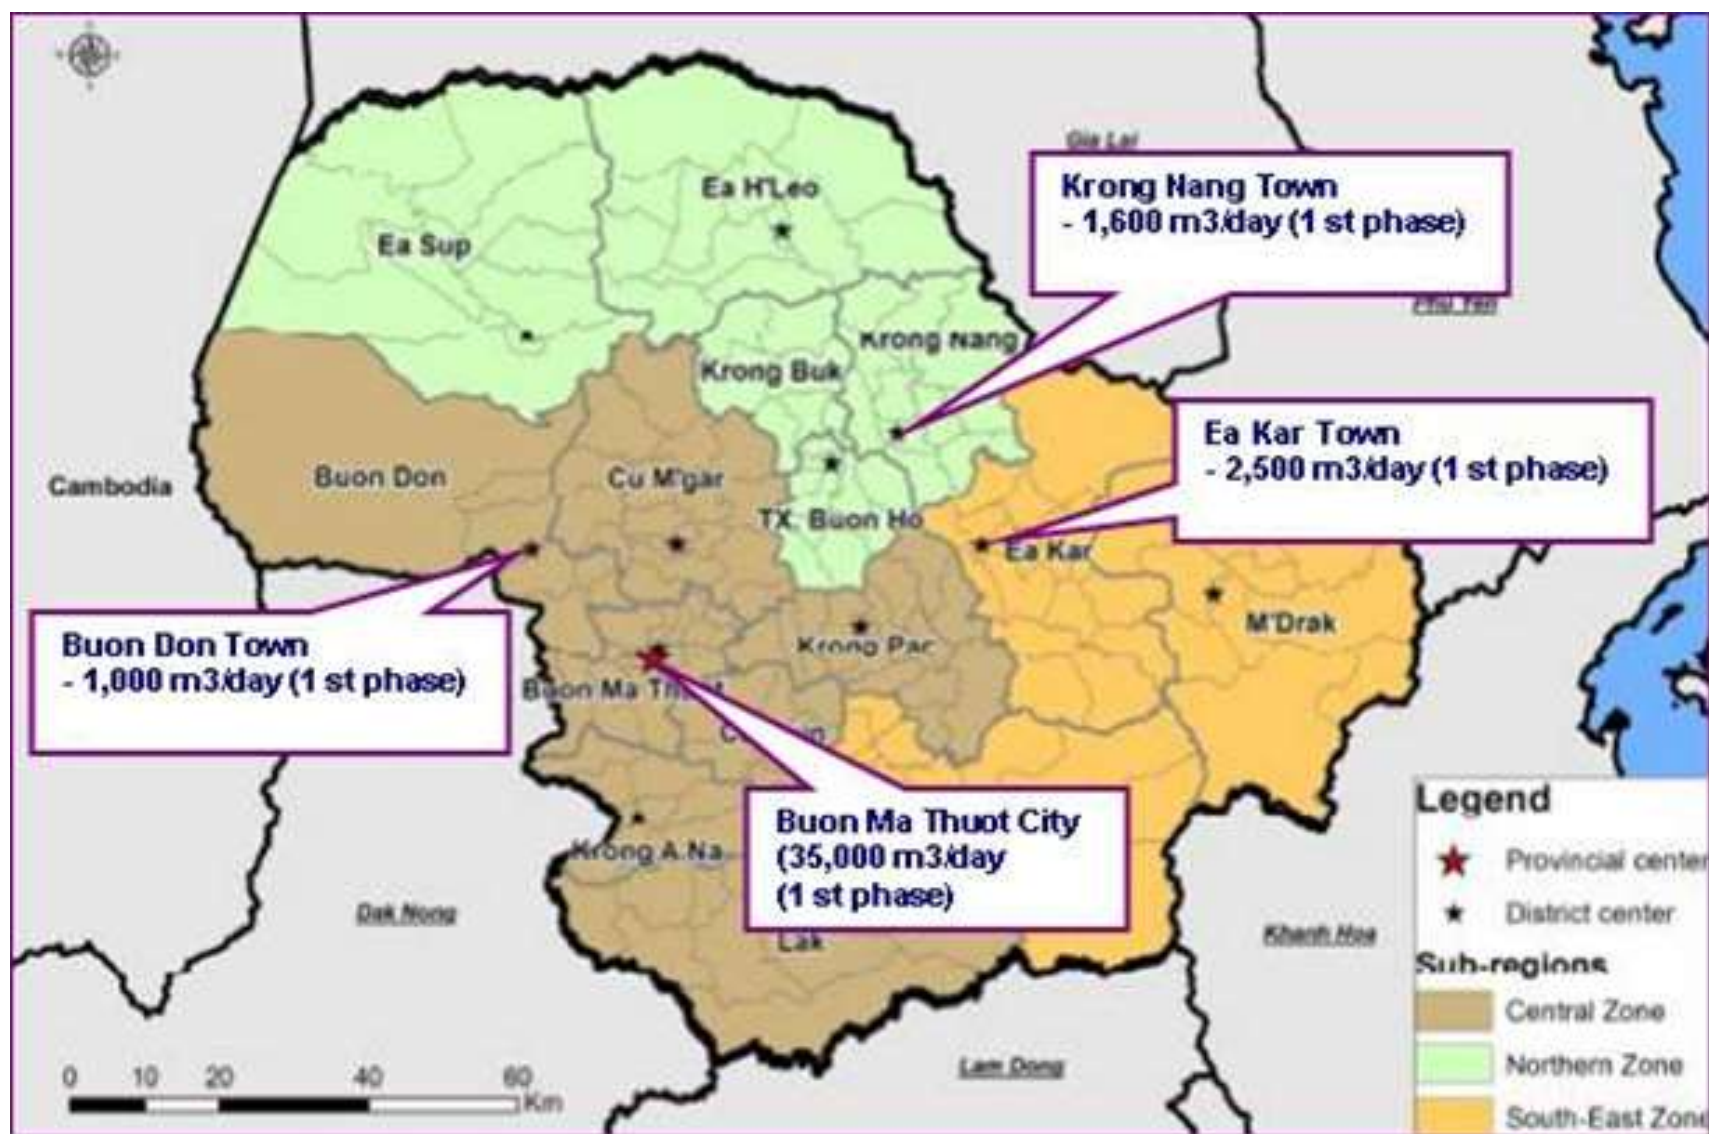 Gia Lai
Krong Nang Town
- 1,600 m3/day (1 st phase)
Ea H'Leo
Ea Sup
Phu Yen
Krong Nang
Krong Buk
Ea Kar Town
- 2,500 m3/day (1 st phase)
Cambodia
Buon Don
Cu M'gar
TX. Buon Ho
Ea Kar
M'Drak
Krong Pac
Buon Don Town
- 1,000 m3/day (1 st phase)
Buon Ma
Buon Ma Thuot City
(35,000 m3/day
(1 st phase)
Krong A.Na
Lak
Dak Nong
Khanh Hoa
Lam Dong
Legend
Provincial center
District center
Sub-regions
Central Zone
Northern Zone
South-East Zone
0 10 20 40 60
Km